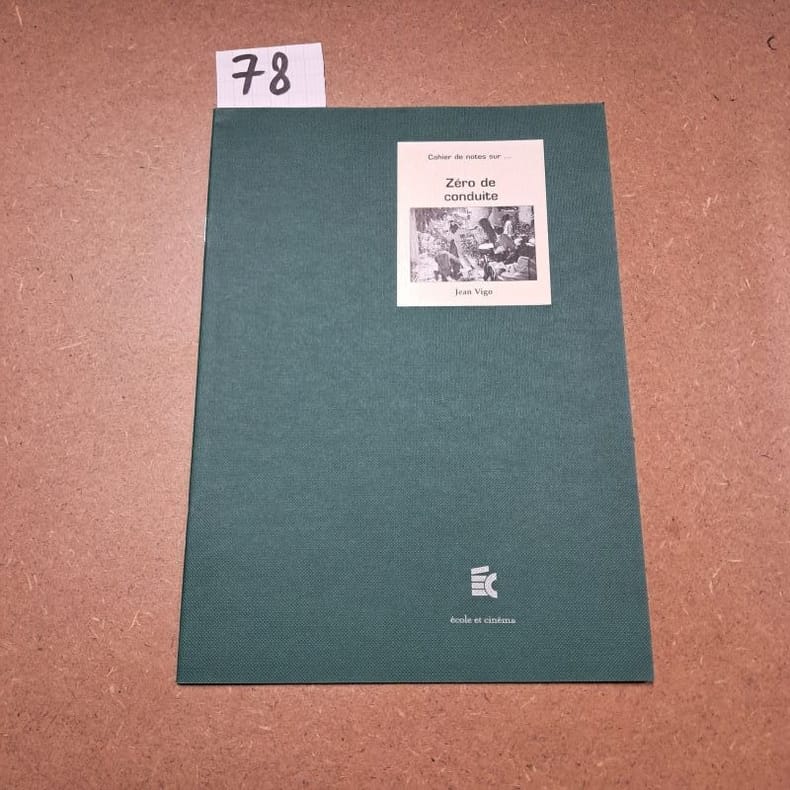 78
Cahier de notes sur ...
Zéro de
conduite
Jean Vigo
école et cinéma